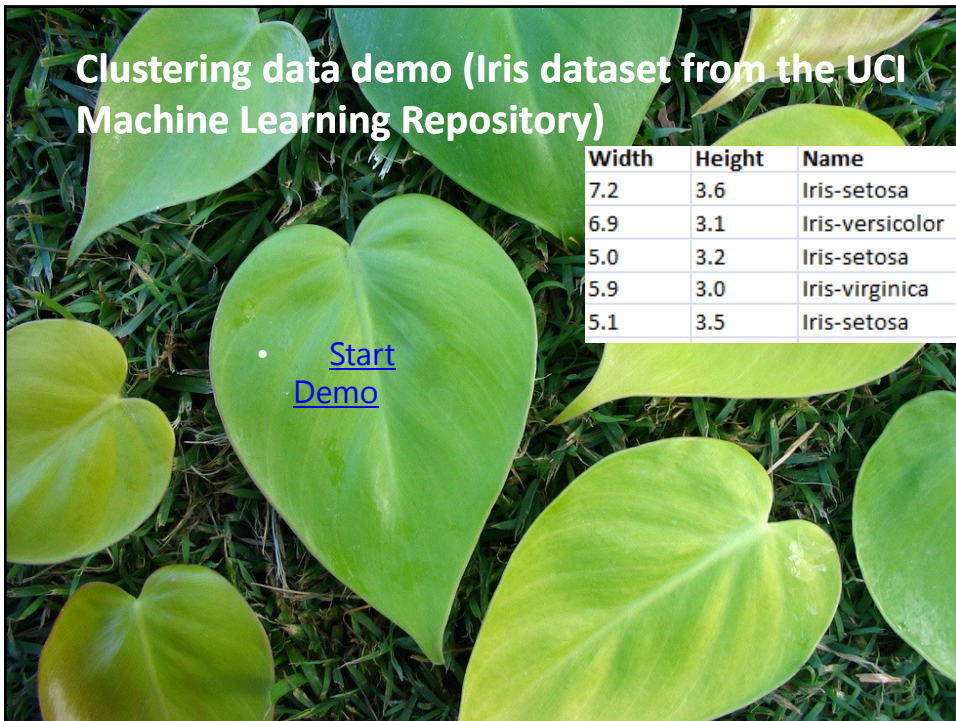 Clustering data demo (Iris dataset from the UCI
Machine Learning Repository)
Width Height Name
7.2 3.6 Iris-setosa
6.9 3.1 Iris-versicolor
5.0 3.2 Iris-setosa
5.9 3.0 Iris-virginica
5.1 3.5 Iris-setosa
• Start
Demo